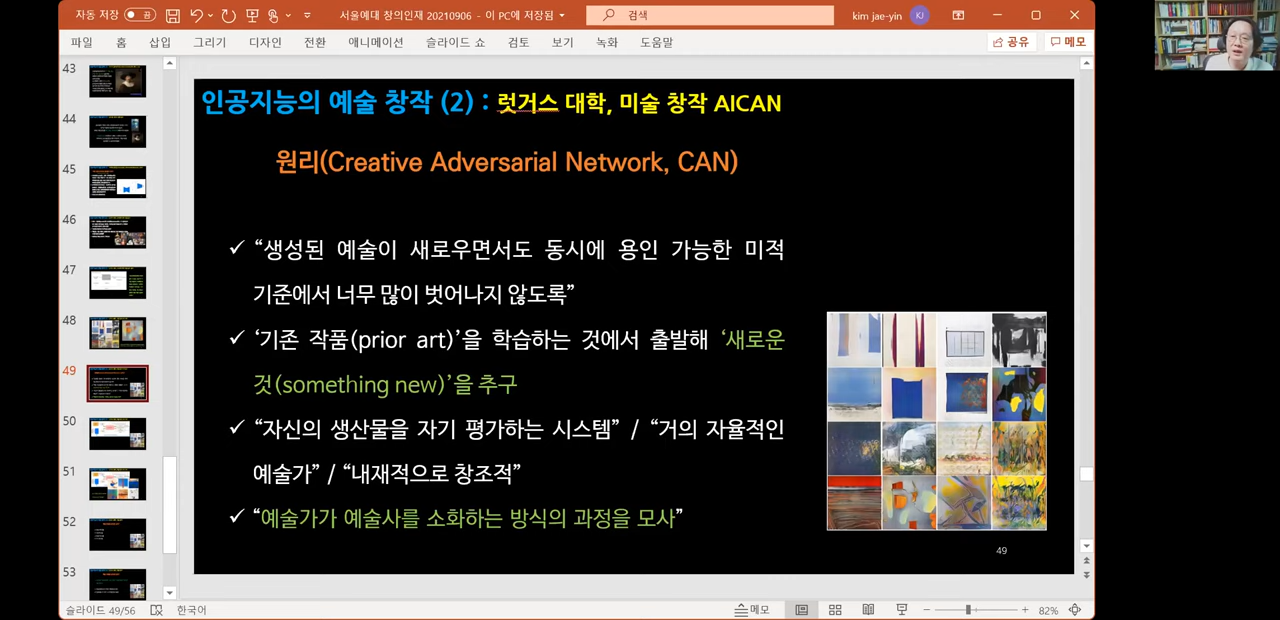 자동 저장 끔
서울예대 창의인재 20210906 - 이 PC에 저장됨
검색
kim jae-yin KJ
파일 홈 삽입 그리기 디자인 전환 애니메이션 슬라이드 쇼 검토 보기 녹화 도움말
공유 메모
43
44
45
46
47
48
49
50
51
52
53
인공지능의 예술 창작 (2) : 럿거스 대학, 미술 창작 AICAN
원리(Creative Adversarial Network, CAN)
✓ “생성된 예술이 새로우면서도 동시에 용인 가능한 미적
기준에서 너무 많이 벗어나지 않도록”
✓ ‘기존 작품(prior art)’을 학습하는 것에서 출발해 ‘새로운
것(something new)’을 추구
✓ “자신의 생산물을 자기 평가하는 시스템” / “거의 자율적인
예술가” / “내재적으로 창조적”
✓ “예술가가 예술사를 소화하는 방식의 과정을 모사”
49
슬라이드 49/56 한국어
메모
82%